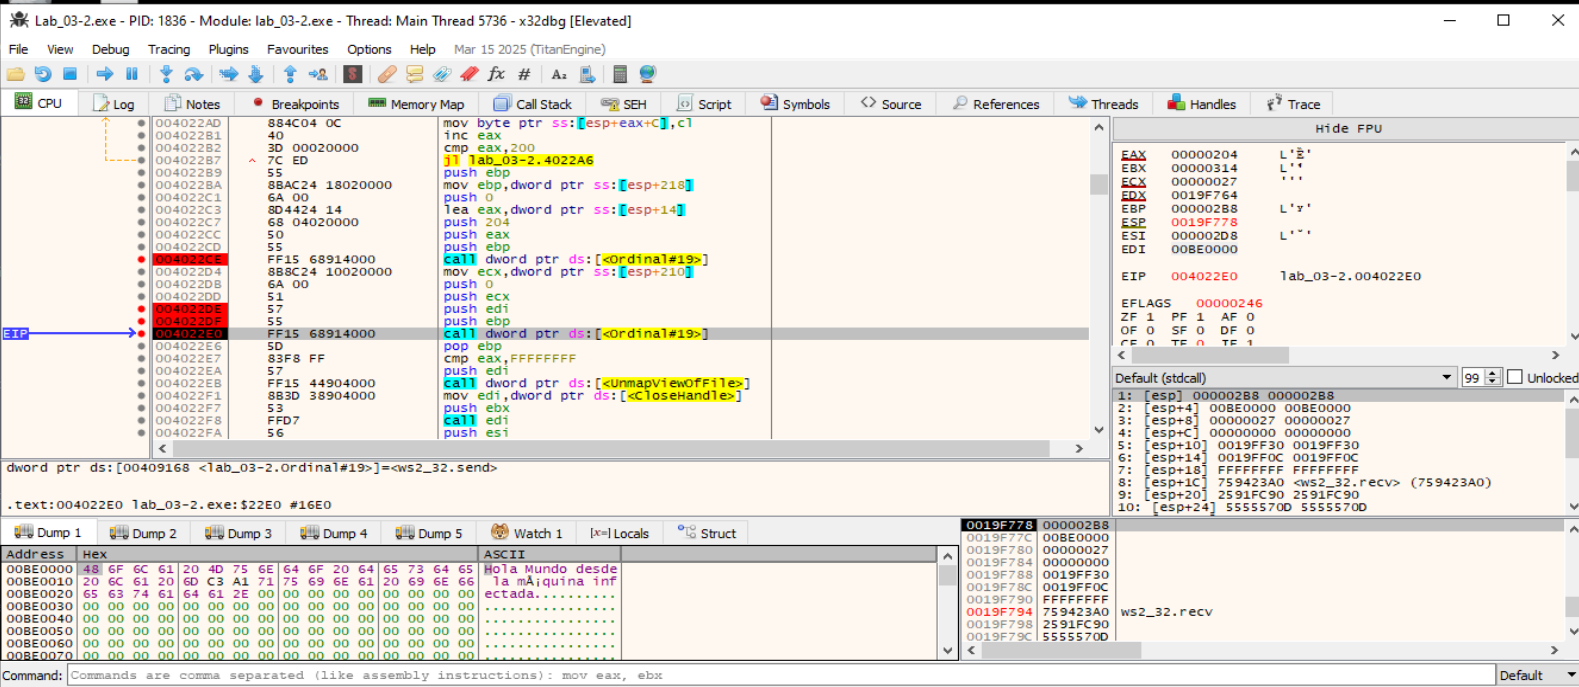 Lab_03-2.exe - PID: 1836 - Module: lab_03-2.exe - Thread: Main Thread 5736 - x32dbg [Elevated]
File View Debug Tracing Plugins Favourites Options Help Mar 15 2025 (TitanEngine)
CPU Log Notes Breakpoints Memory Map Call Stack SEH Script Symbols Source References Threads Handles Trace
004022AD 884C04 0C mov byte ptr ss:[esp+eax+C],cl
004022B1 40 inc eax
004022B2 3D 00020000 cmp eax,200
004022B7 7C ED jl lab_03-2.4022A6
004022B9 55 push ebp
004022BA 8BAC24 18020000 mov ebp,dword ptr ss:[esp+218]
004022C1 6A 00 push 0
004022C3 8D4424 14 lea eax,dword ptr ss:[esp+14]
004022C7 68 04020000 push 204
004022CC 50 push eax
004022CD 55 push ebp
004022CE FF15 68914000 call dword ptr ds:[<Ordinal#19>]
004022D4 8B8C24 10020000 mov ecx,dword ptr ss:[esp+210]
004022DB 6A 00 push 0
004022DD 51 push ecx
004022DE 57 push edi
004022DF 55 push ebp
EIP 004022E0 FF15 68914000 call dword ptr ds:[<Ordinal#19>]
004022E6 5D pop ebp
004022E7 83F8 FF cmp eax,FFFFFFFF
004022EA 57 push edi
004022EB FF15 44904000 call dword ptr ds:[<UnmapViewOfFile>]
004022F1 8B3D 38904000 mov edi,dword ptr ds:[<CloseHandle>]
004022F7 53 push ebx
004022F8 FFD7 call edi
004022FA 56 push esi
Hide FPU
EAX 00000204 L'Ȅ'
EBX 00000314 L'̔'
ECX 00000027 '''
EDX 0019F764
EBP 000002B8 L'ʸ'
ESP 0019F778
ESI 000002D8 L'˘'
EDI 00BE0000
EIP 004022E0 lab_03-2.004022E0
EFLAGS 00000246
ZF 1 PF 1 AF 0
OF 0 SF 0 DF 0
CF 0 TF 0 IF 1
Default (stdcall) 99 Unlocked
1: [esp] 000002B8 000002B8
2: [esp+4] 00BE0000 00BE0000
3: [esp+8] 00000027 00000027
4: [esp+C] 00000000 00000000
5: [esp+10] 0019FF30 0019FF30
6: [esp+14] 0019FF0C 0019FF0C
7: [esp+18] FFFFFFFF FFFFFFFF
8: [esp+1C] 759423A0 <ws2_32.recv> (759423A0)
9: [esp+20] 2591FC90 2591FC90
10: [esp+24] 5555570D 5555570D
dword ptr ds:[00409168 <lab_03-2.Ordinal#19>]=<ws2_32.send>
.text:004022E0 lab_03-2.exe:$22E0 #16E0
Dump 1 Dump 2 Dump 3 Dump 4 Dump 5 Watch 1 [x=] Locals Struct
Address Hex ASCII
00BE0000 48 6F 6C 61 20 4D 75 6E 64 6F 20 64 65 73 64 65 Hola Mundo desde
00BE0010 20 6C 61 20 6D C3 A1 71 75 69 6E 61 20 69 6E 66 la mÃ¡quina inf
00BE0020 65 63 74 61 64 61 2E 00 00 00 00 00 00 00 00 00 ectada..........
00BE0030 00 00 00 00 00 00 00 00 00 00 00 00 00 00 00 00 ................
00BE0040 00 00 00 00 00 00 00 00 00 00 00 00 00 00 00 00 ................
00BE0050 00 00 00 00 00 00 00 00 00 00 00 00 00 00 00 00 ................
00BE0060 00 00 00 00 00 00 00 00 00 00 00 00 00 00 00 00 ................
00BE0070 00 00 00 00 00 00 00 00 00 00 00 00 00 00 00 00 ................
0019F778 000002B8
0019F77C 00BE0000
0019F780 00000027
0019F784 00000000
0019F788 0019FF30
0019F78C 0019FF0C
0019F790 FFFFFFFF
0019F794 759423A0 ws2_32.recv
0019F798 2591FC90
0019F79C 5555570D
Command: Commands are comma separated (like assembly instructions): mov eax, ebx Default